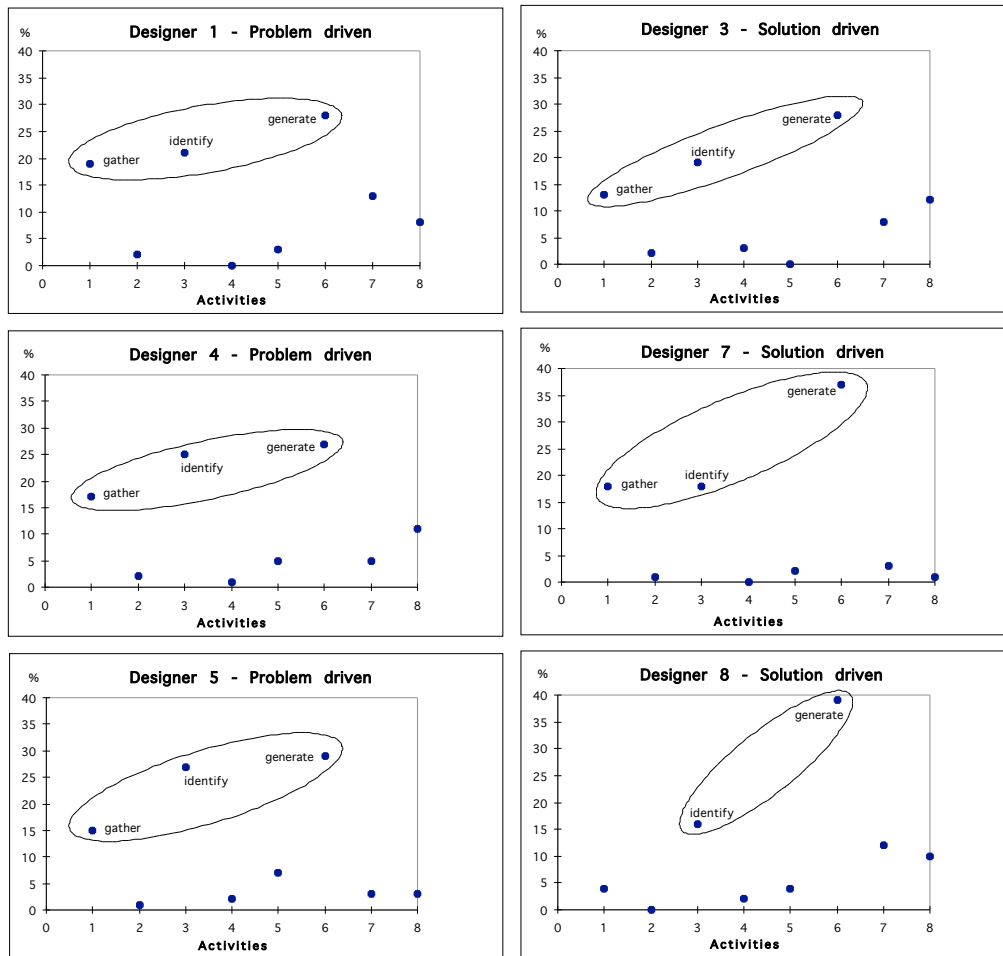 Designer 1 - Problem driven
%
40
35
30
25
20
15
10
5
0
generate
identify
gather
0 1 2 3 4 5 6 7 8
Activities
Designer 3 - Solution driven
%
40
35
30
25
20
15
10
5
0
generate
identify
gather
0 1 2 3 4 5 6 7 8
Activities
Designer 4 - Problem driven
%
40
35
30
25
20
15
10
5
0
generate
identify
gather
0 1 2 3 4 5 6 7 8
Activities
Designer 7 - Solution driven
%
40
35
30
25
20
15
10
5
0
generate
identify
gather
0 1 2 3 4 5 6 7 8
Activities
Designer 5 - Problem driven
%
40
35
30
25
20
15
10
5
0
generate
identify
gather
0 1 2 3 4 5 6 7 8
Activities
Designer 8 - Solution driven
%
40
35
30
25
20
15
10
5
0
generate
identify
0 1 2 3 4 5 6 7 8
Activities